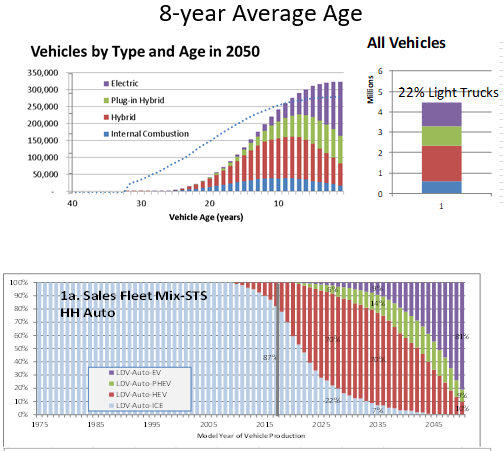 8-year Average Age
Vehicles by Type and Age in 2050
350,000
300,000
250,000
200,000
150,000
100,000
50,000
-
Electric
Plug-in Hybrid
Hybrid
Internal Combustion
40 30 20 10
Vehicle Age (years)
All Vehicles
Millions
6
5
4
3
2
1
0
22% Light Trucks
1
1a. Sales Fleet Mix-STS
HH Auto
100%
90%
80%
70%
60%
50%
40%
30%
20%
10%
0%
LDV-Auto-EV
LDV-Auto-PHEV
LDV-Auto-HEV
LDV-Auto-ICE
87%
70%
22%
14%
70%
7%
81%
9%
10%
1975 1985 1995 2005 2015 2025 2035 2045
Model Year of Vehicle Production